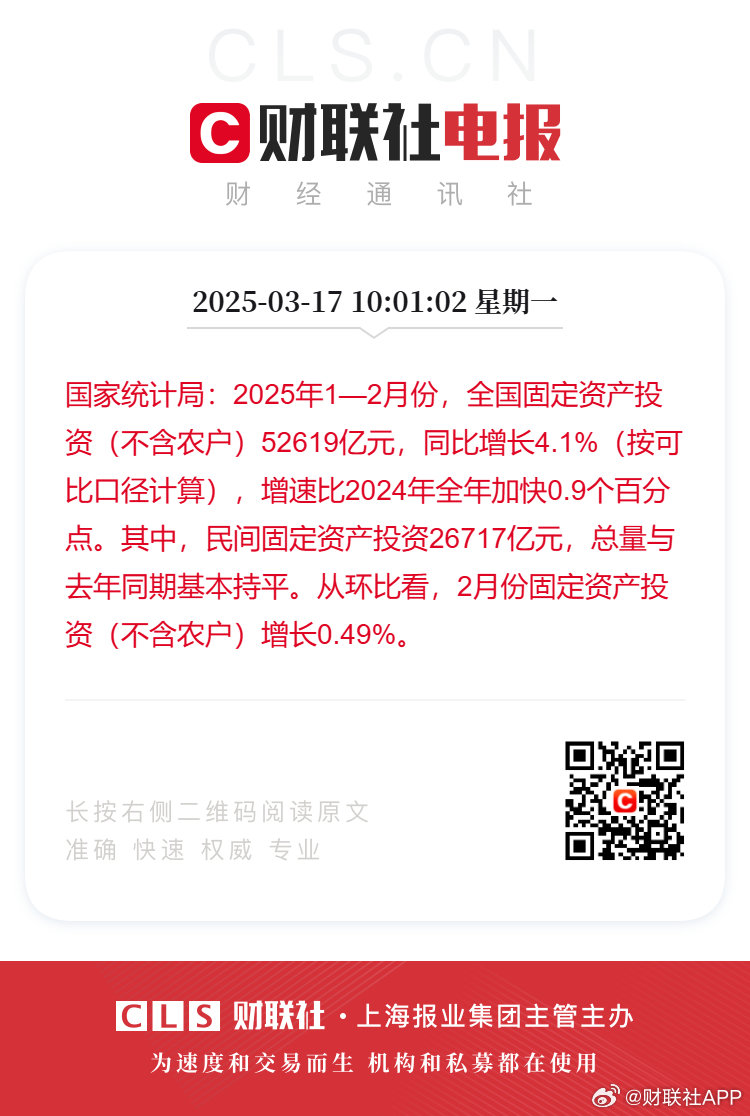 CLS.CN
C 财联社电报
财经通讯社
2025-03-17 10:01:02 星期一
国家统计局：2025年1—2月份，全国固定资产投
资（不含农户）52619亿元，同比增长4.1%（按可
比口径计算），增速比2024年全年加快0.9个百分
点。其中，民间固定资产投资26717亿元，总量与
去年同期基本持平。从环比看，2月份固定资产投
资（不含农户）增长0.49%。
C
长按右侧二维码阅读原文
准确 快速 权威 专业
CLS 财联社·上海报业集团主管主办
为速度和交易而生 机构和私募都在使用
@财联社APP